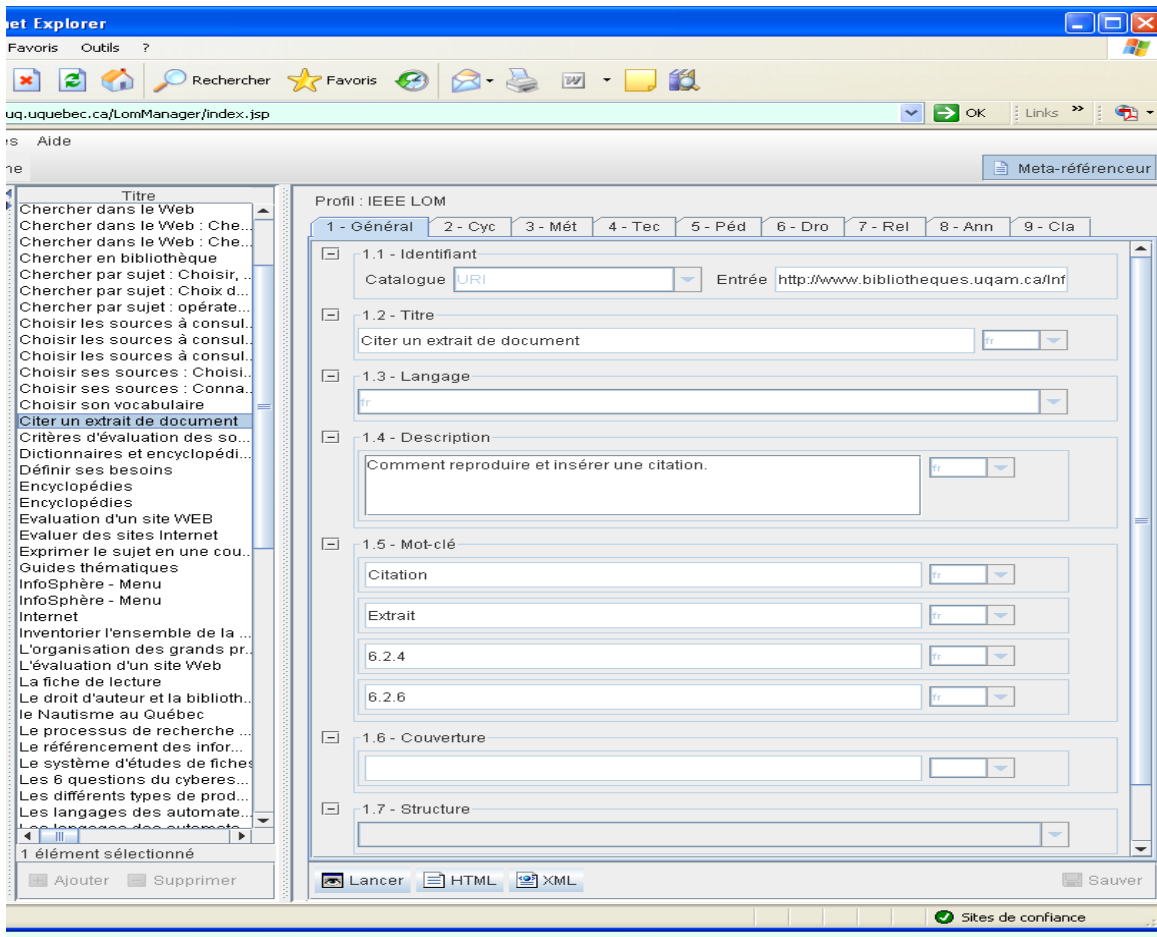 net Explorer
Favoris Outils ?
Rechercher Favoris
uq.uquebec.ca/LomManager/index.jsp OK Links »
Aide
Meta-référenceur
Titre
Chercher dans le Web
Chercher dans le Web : Che...
Chercher dans le Web : Che...
Chercher en bibliothèque
Chercher par sujet : Choisir, ..
Chercher par sujet : Choix d...
Chercher par sujet : opérate...
Choisir les sources à consul..
Choisir les sources à consul..
Choisir les sources à consul..
Choisir ses sources : Choisi..
Choisir ses sources : Conna..
Choisir son vocabulaire
Citer un extrait de document
Critères d'évaluation des so...
Dictionnaires et encyclopédi...
Définir ses besoins
Encyclopédies
Encyclopédies
Evaluation d'un site WEB
Evaluer des sites Internet
Exprimer le sujet en une cou..
Guides thématiques
InfoSphère - Menu
InfoSphère - Menu
Internet
Inventorier l'ensemble de la ...
L'organisation des grands pr..
L'évaluation d'un site Web
La fiche de lecture
Le droit d'auteur et la biblioth..
le Nautisme au Québec
Le processus de recherche ...
Le référencement des infor...
Le système d'études de fiches
Les 6 questions du cyberes...
Les différents types de prod...
Les langages des automate...
1 élément sélectionné
Ajouter Supprimer
Profil : IEEE LOM
1 - Général 2 - Cyc 3 - Mét 4 - Tec 5 - Péd 6 - Dro 7 - Rel 8 - Ann 9 - Cla
1.1 - Identifiant
Catalogue URI Entrée http://www.bibliotheques.uqam.ca/Inf
1.2 - Titre
Citer un extrait de document fr
1.3 - Langage
fr
1.4 - Description
Comment reproduire et insérer une citation. fr
1.5 - Mot-clé
Citation fr
Extrait fr
6.2.4 fr
6.2.6 fr
1.6 - Couverture
1.7 - Structure
Lancer HTML XML Sauver
Sites de confiance